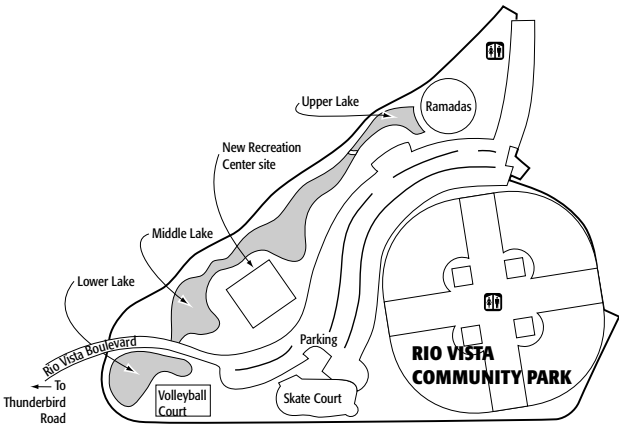 Upper Lake
Ramadas
New Recreation
Center site
Middle Lake
Lower Lake
Rio Vista Boulevard
Parking
RIO VISTA
COMMUNITY PARK
To
Thunderbird
Road
Volleyball
Court
Skate Court